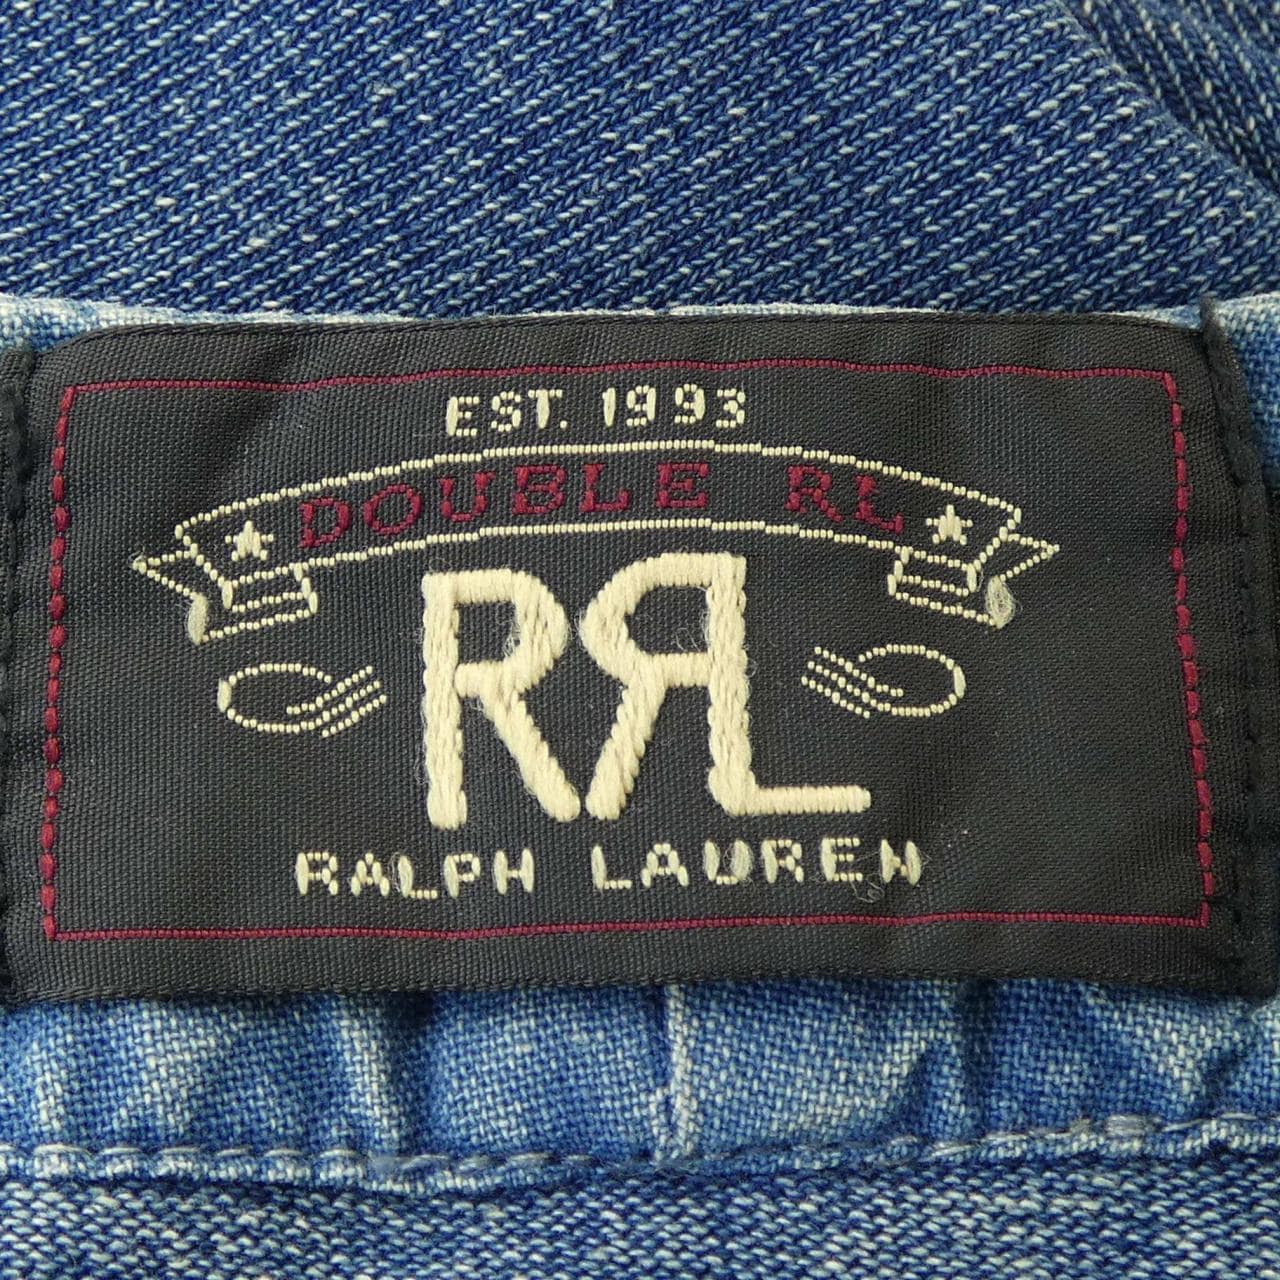 EST. 1993
DOUBLE RL
RRL
RALPH LAUREN